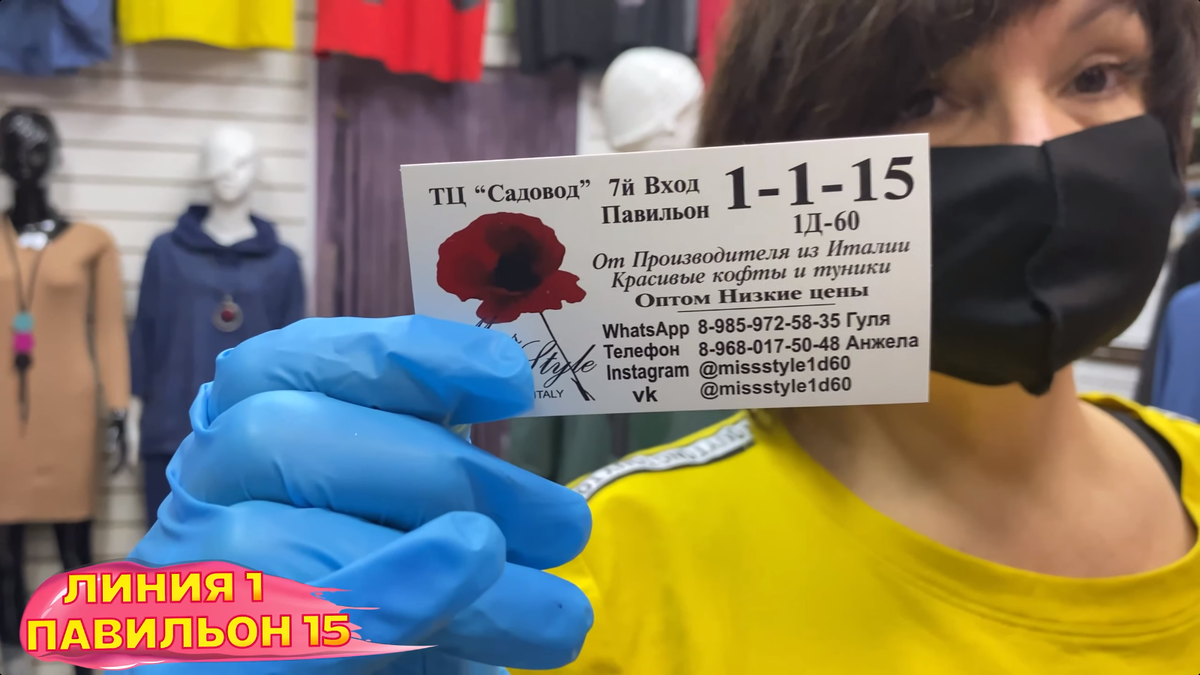 ТЦ “Садовод” 7й Вход
Павильон
1-1-15
1Д-60
От Производителя из Италии
Красивые кофты и туники
Оптом Низкие цены
WhatsApp 8-985-972-58-35 Гуля
Телефон 8-968-017-50-48 Анжела
Instagram @missstyle1d60
vk @missstyle1d60
Style
ITALY
ЛИНИЯ 1
ПАВИЛЬОН 15